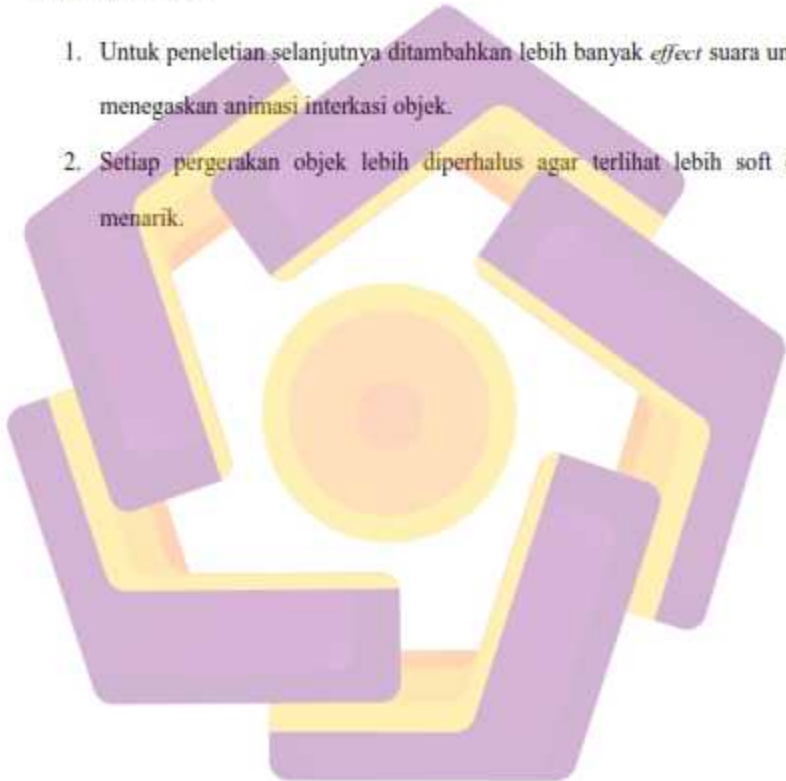 1. Untuk peneletian selanjutnya ditambahkan lebih banyak effect suara
menegaskan animasi interkasi objek.
2. Setiap pergerakan objek lebih diperhalus agar terlihat lebih soft
menarik.